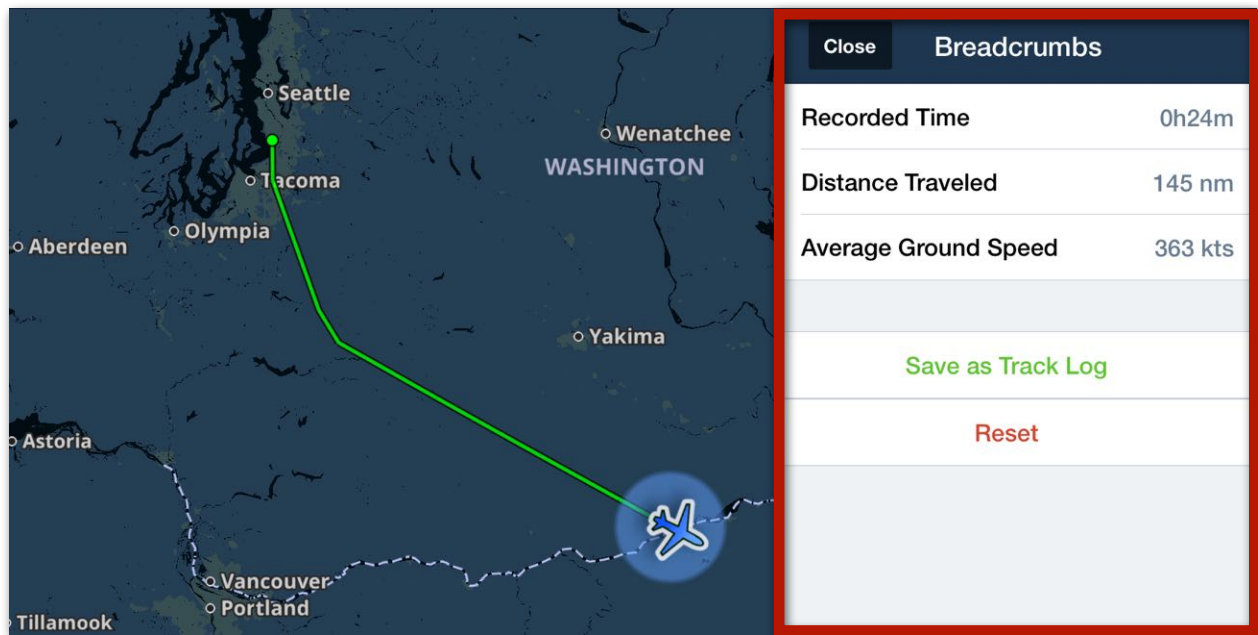 Seattle
Wenatchee
WASHINGTON
Tacoma
Olympia
Aberdeen
Yakima
Astoria
Vancouver
Portland
Tillamook
Close
Breadcrumbs
Recorded Time 0h24m
Distance Traveled 145 nm
Average Ground Speed 363 kts
Save as Track Log
Reset